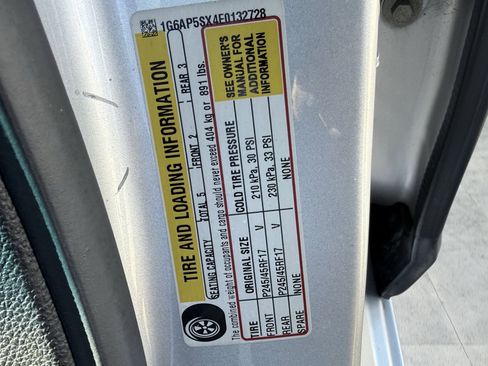 1G6AP5SX4E0132728
TIRE AND LOADING INFORMATION
SEATING CAPACITY TOTAL 5 FRONT 2 REAR 3
The combined weight of occupants and cargo should never exceed 404 kg or 891 lbs.
TIRE ORIGINAL SIZE COLD TIRE PRESSURE
FRONT P245/45RF17 V 210 kPa, 30 PSI
REAR P245/45RF17 V 230 kPa, 33 PSI
SPARE NONE NONE
SEE OWNER'S
MANUAL FOR
ADDITIONAL
INFORMATION